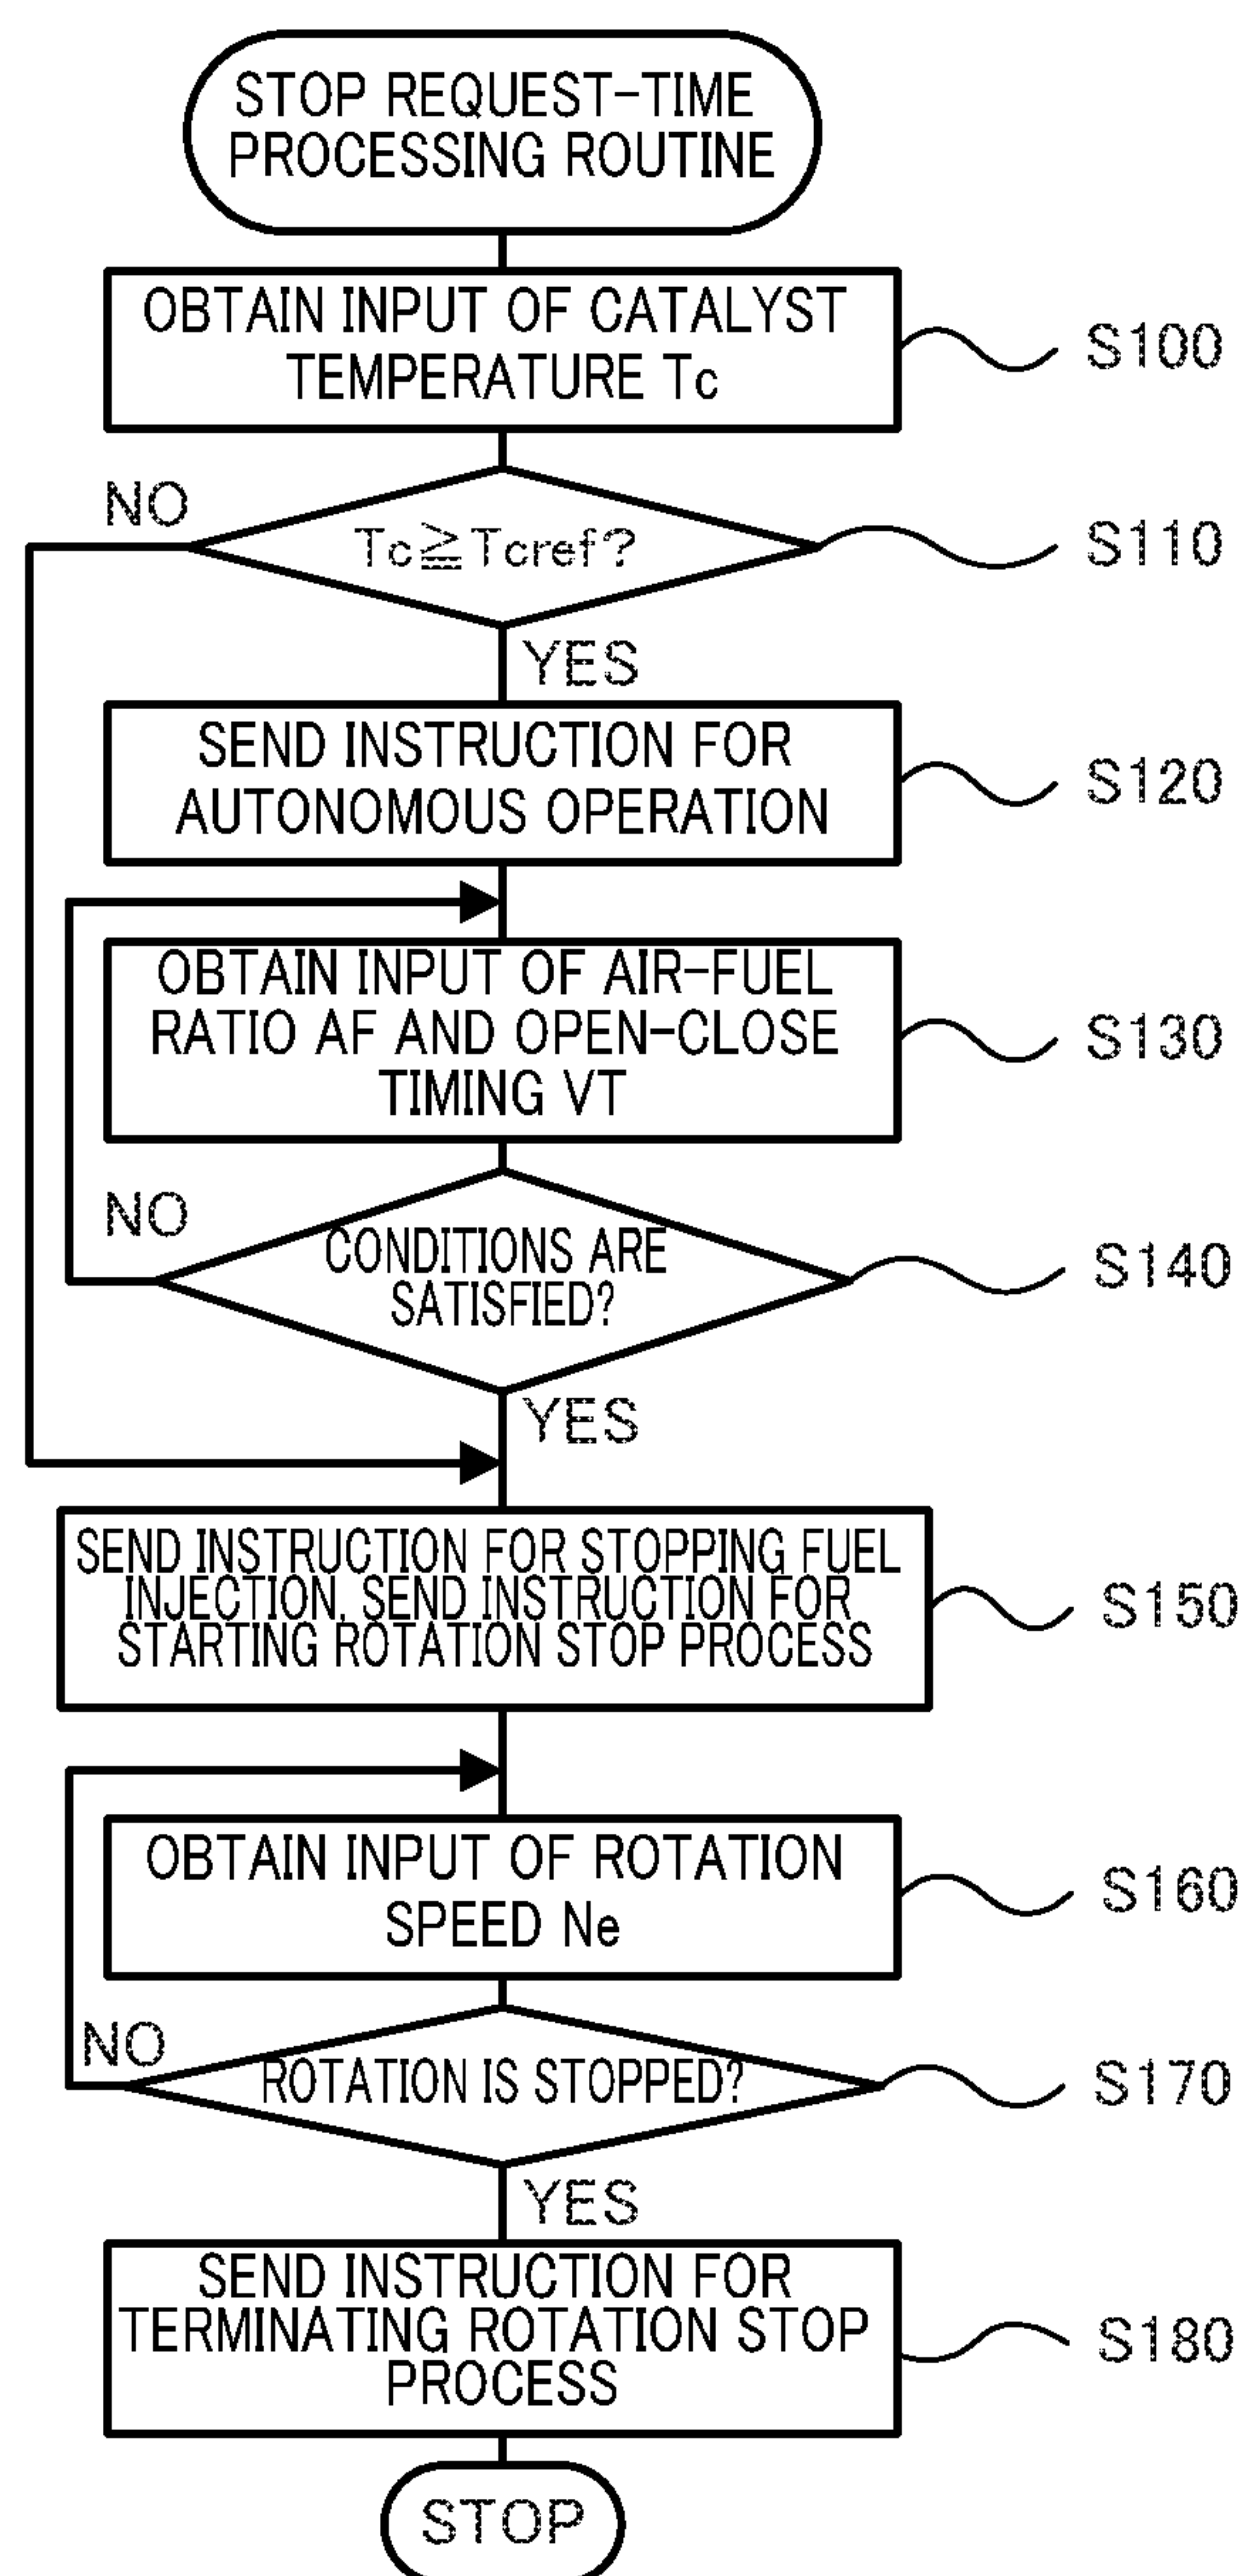 STOP REQUEST-TIME
PROCESSING ROUTINE
OBTAIN INPUT OF CATALYST
TEMPERATURE Tc
S100
NO
Tc≧Tcref?
S110
YES
SEND INSTRUCTION FOR
AUTONOMOUS OPERATION
S120
OBTAIN INPUT OF AIR-FUEL
RATIO AF AND OPEN-CLOSE
TIMING VT
S130
NO
CONDITIONS ARE
SATISFIED?
S140
YES
SEND INSTRUCTION FOR STOPPING FUEL
INJECTION, SEND INSTRUCTION FOR
STARTING ROTATION STOP PROCESS
S150
OBTAIN INPUT OF ROTATION
SPEED Ne
S160
NO
ROTATION IS STOPPED?
S170
YES
SEND INSTRUCTION FOR
TERMINATING ROTATION STOP
PROCESS
S180
STOP